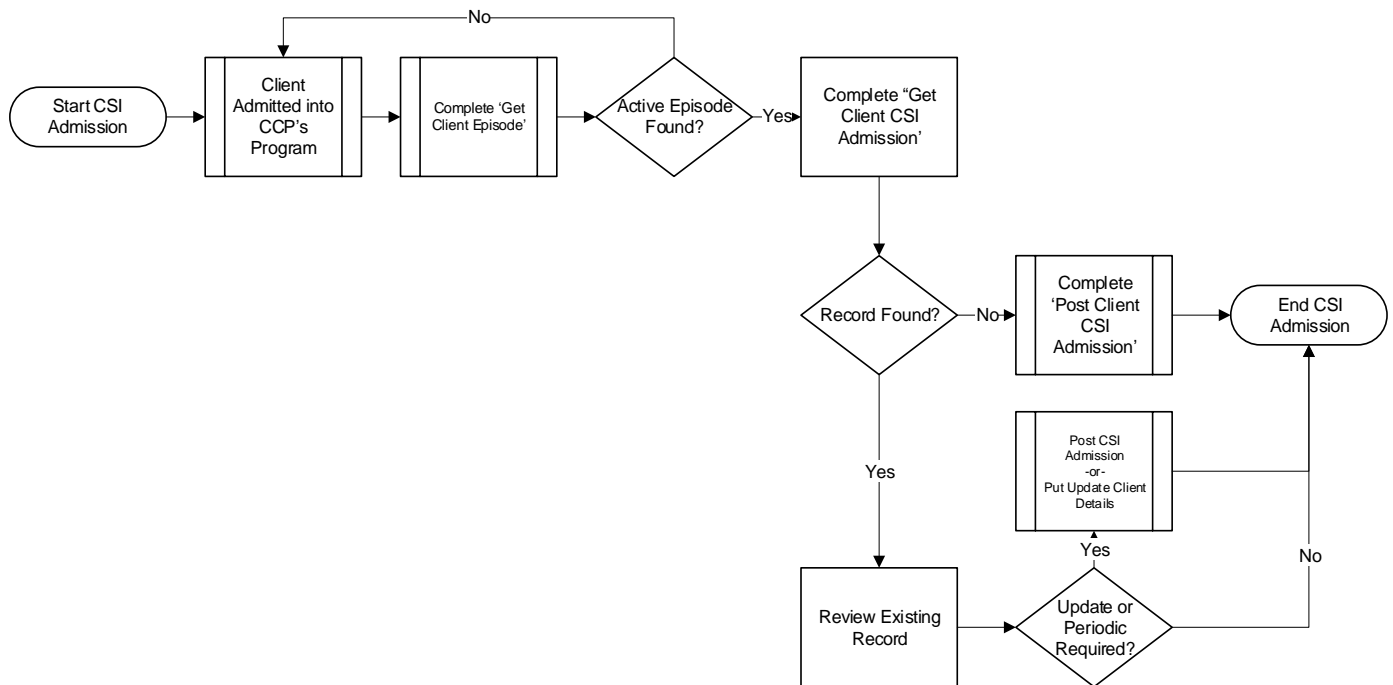 No
Start CSI
Admission
Client
Admitted into
CCP’s
Program
Complete ‘Get
Client Episode’
Active Episode
Found?
Yes
Complete “Get
Client CSI
Admission’
Record Found?
No
Complete
‘Post Client
CSI
Admission’
End CSI
Admission
Yes
Post CSI
Admission
-or-
Put Update Client
Details
Yes
No
Review Existing
Record
Update or
Periodic
Required?